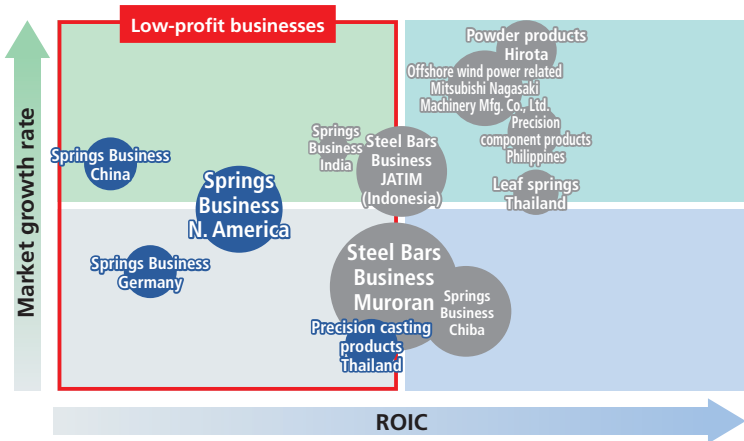 Low-profit businesses
Market growth rate
Powder products
Hirota
Offshore wind power related
Mitsubishi Nagasaki
Machinery Mfg. Co., Ltd.
Precision
component products
Philippines
Leaf springs
Thailand
Springs
Business
India
Steel Bars
Business
JATIM
(Indonesia)
Springs Business
China
Springs
Business
N. America
Springs Business
Germany
Steel Bars
Business
Muroran
Springs
Business
Chiba
Precision casting
products
Thailand
ROIC